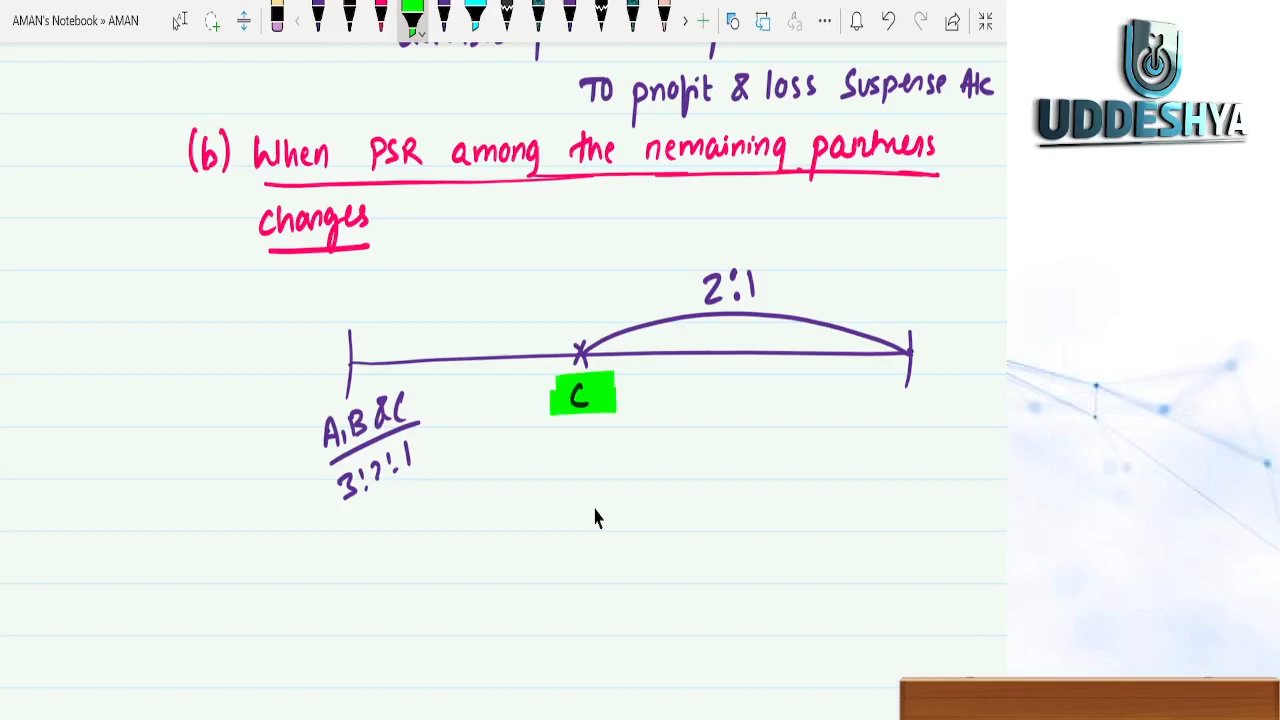 AMAN's Notebook » AMAN
To profit & loss Suspense A/c
(b) When PSR among the remaining partners
changes
2:1
C
A, B & C
3:2:1
UDDESHYA